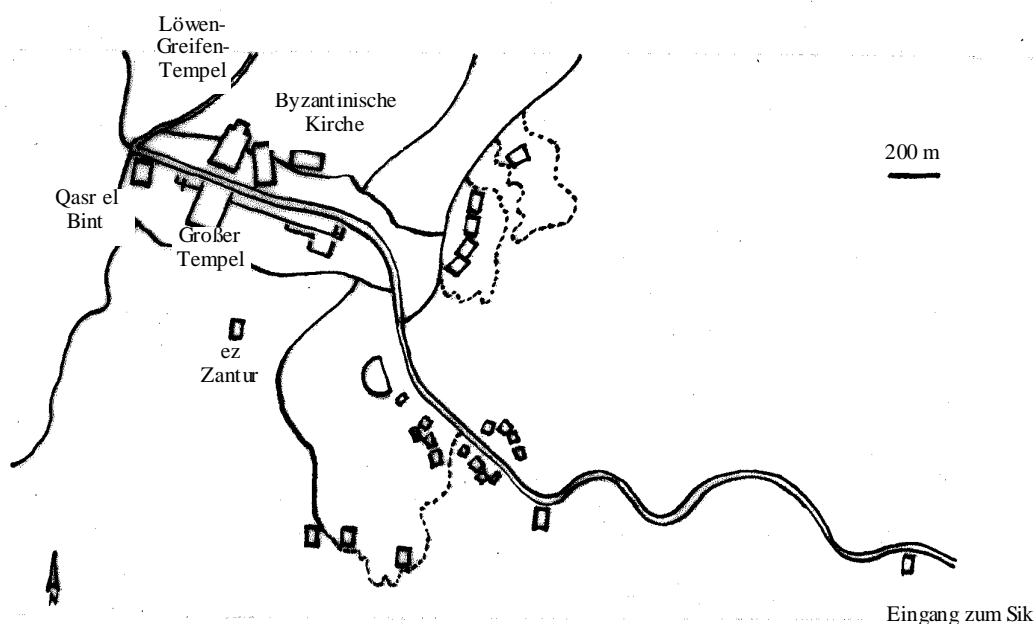 Löwen-
Greifen-
Tempel
Byzantinische
Kirche
200 m
Qasr el
Bint
Großer
Tempel
ez
Zantur
N
Eingang zum Sik